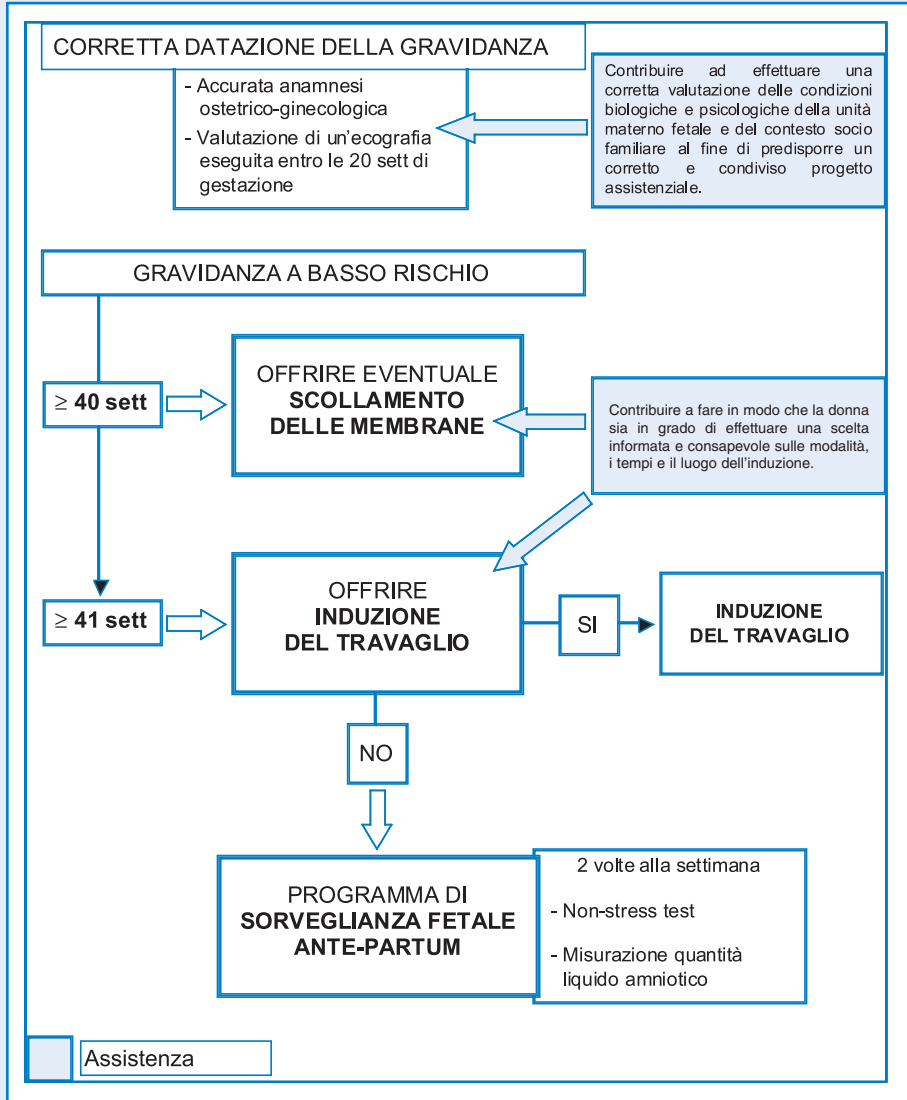 CORRETTA DATAZIONE DELLA GRAVIDANZA
- Accurata anamnesi
ostetrico-ginecologica
- Valutazione di un'ecografia
eseguita entro le 20 sett di
gestazione
Contribuire ad effettuare una
corretta valutazione delle condizioni
biologiche e psicologiche della unità
materno fetale e del contesto socio
familiare al fine di predisporre un
corretto e condiviso progetto
assistenziale.
GRAVIDANZA A BASSO RISCHIO
≥ 40 sett
OFFRIRE EVENTUALE
SCOLLAMENTO
DELLE MEMBRANE
Contribuire a fare in modo che la donna
sia in grado di effettuare una scelta
informata e consapevole sulle modalità,
i tempi e il luogo dell'induzione.
≥ 41 sett
OFFRIRE
INDUZIONE
DEL TRAVAGLIO
SI
INDUZIONE
DEL TRAVAGLIO
NO
PROGRAMMA DI
SORVEGLIANZA FETALE
ANTE-PARTUM
2 volte alla settimana
- Non-stress test
- Misurazione quantità
liquido amniotico
Assistenza